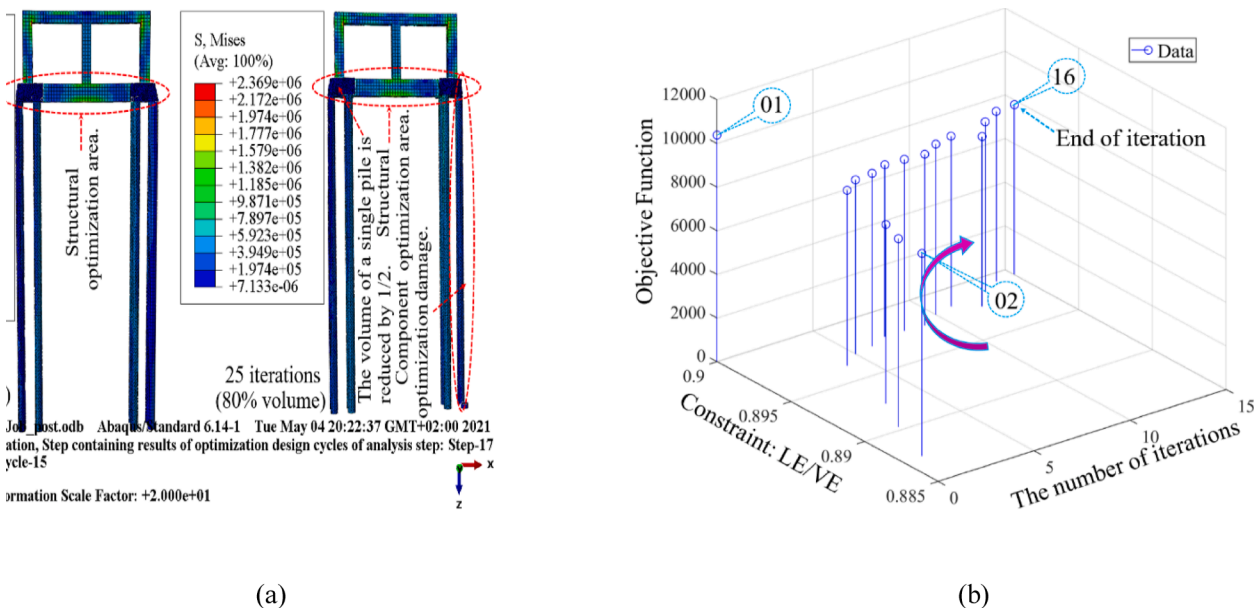 Structural
optimization area.
S, Mises
(Avg: 100%)
+2.369e+06
+2.172e+06
+1.974e+06
+1.777e+06
+1.579e+06
+1.382e+06
+1.185e+06
+9.871e+05
+7.897e+05
+5.923e+05
+3.949e+05
+1.974e+05
+7.133e-06
25 iterations
(80% volume)
The volume of a single pile is
reduced by 1/2.
Structural
optimization area.
Component
optimization damage.
post.odb Abaqus/Standard 6.14-1 Tue May 04 20:22:37 GMT+02:00 2021
ation, Step containing results of optimization design cycles of analysis step: Step-17
ycle-15
ormation Scale Factor: +2.000e+01
X
Z
(a)
Data
01
16
End of iteration
02
Objective Function
12000
10000
8000
6000
4000
2000
0
0.9
0.895
0.89
0.885
Constraint: LE/VE
0
5
10
15
The number of iterations
(b)